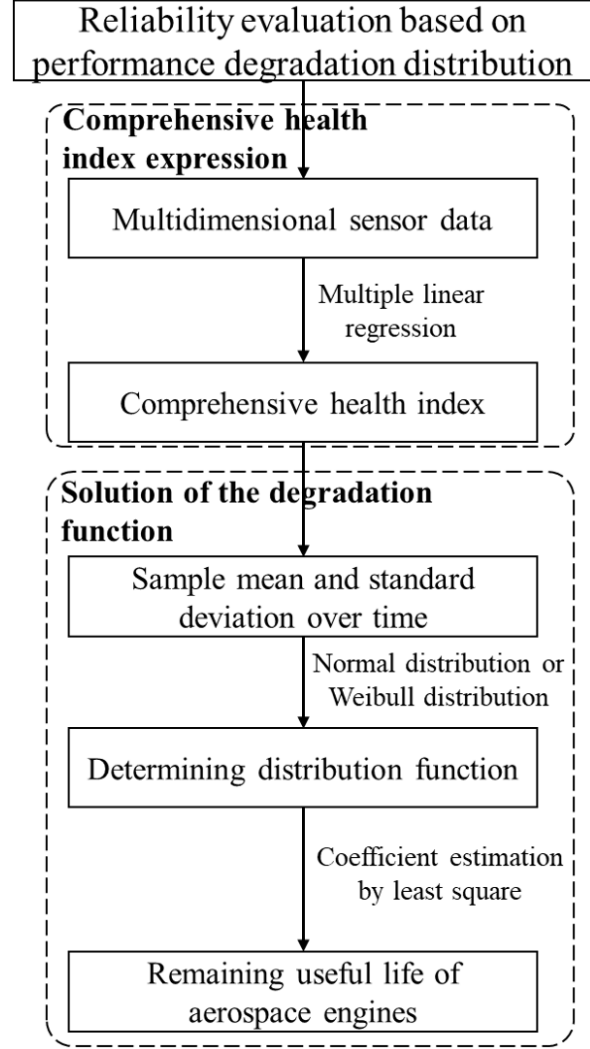 Reliability evaluation based on
performance degradation distribution
Comprehensive health
index expression
Multidimensional sensor data
Multiple linear
regression
Comprehensive health index
Solution of the degradation
function
Sample mean and standard
deviation over time
Normal distribution or
Weibull distribution
Determining distribution function
Coefficient estimation
by least square
Remaining useful life of
aerospace engines